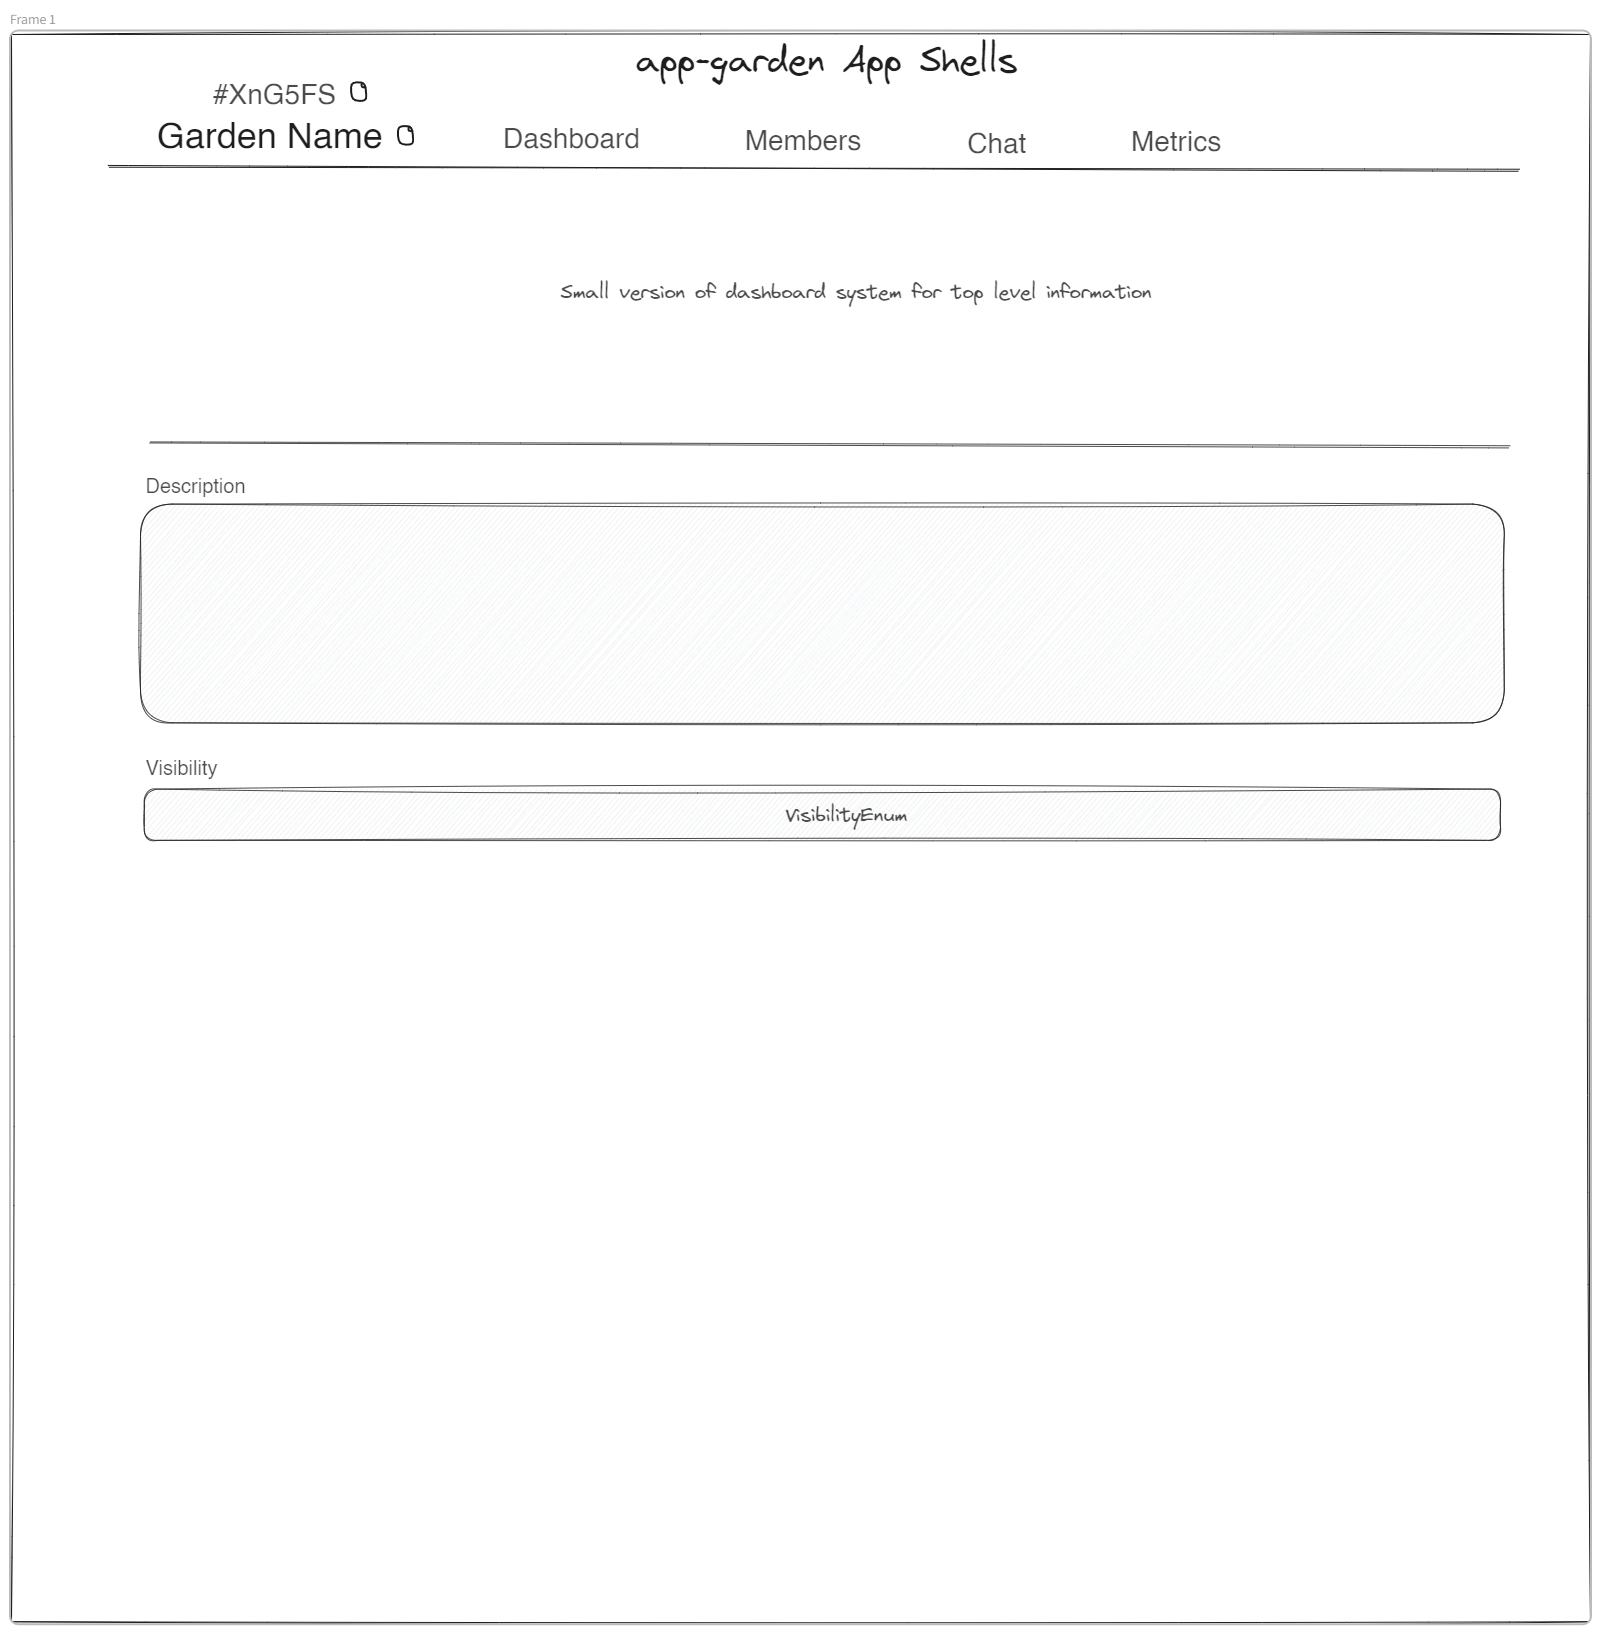 Frame 1
app-garden App Shells
#XnG5FS
Garden Name
Dashboard
Members
Chat
Metrics
Small version of dashboard system for top level information
Description
Visibility
VisibilityEnum